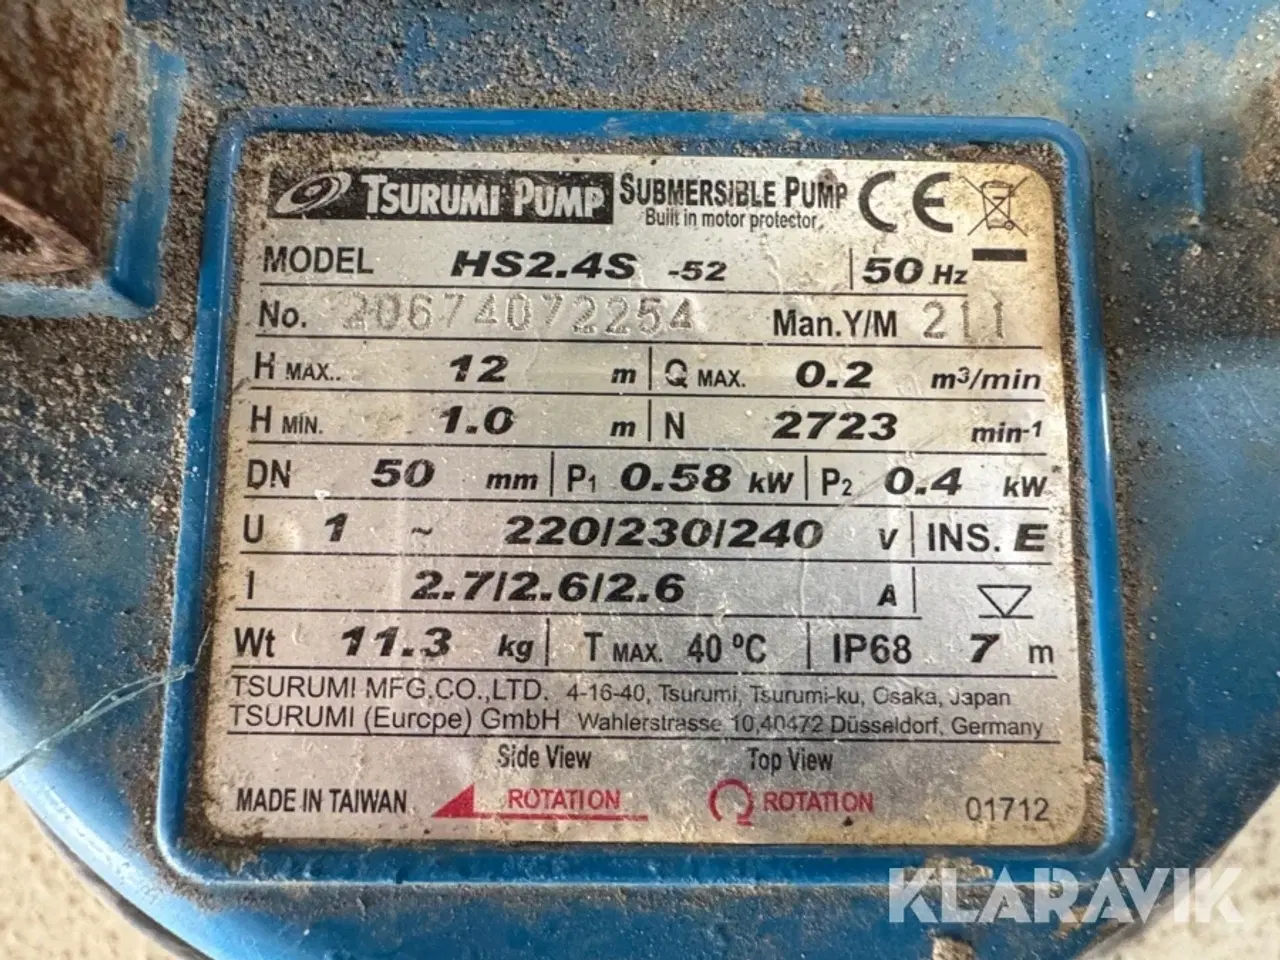 TSURUMI PUMP SUBMERSIBLE PUMP CE
Built in motor protector
MODEL HS2.4S -52 50 Hz
No. 20674072254 Man.Y/M 211
H MAX.. 12 m Q MAX. 0.2 m³/min
H MIN. 1.0 m N 2723 min-1
DN 50 mm P1 0.58 kW P2 0.4 kW
U 1 ~ 220/230/240 V INS. E
I 2.7/2.6/2.6 A
Wt 11.3 kg T MAX. 40 ºC IP68 7 m
TSURUMI MFG.CO.,LTD. 4-16-40, Tsurumi, Tsurumi-ku, Osaka, Japan
TSURUMI (Europe) GmbH Wahlerstrasse 10,40472 Düsseldorf, Germany
Side View Top View
MADE IN TAIWAN ROTATION ROTATION 01712
KLARAVIK